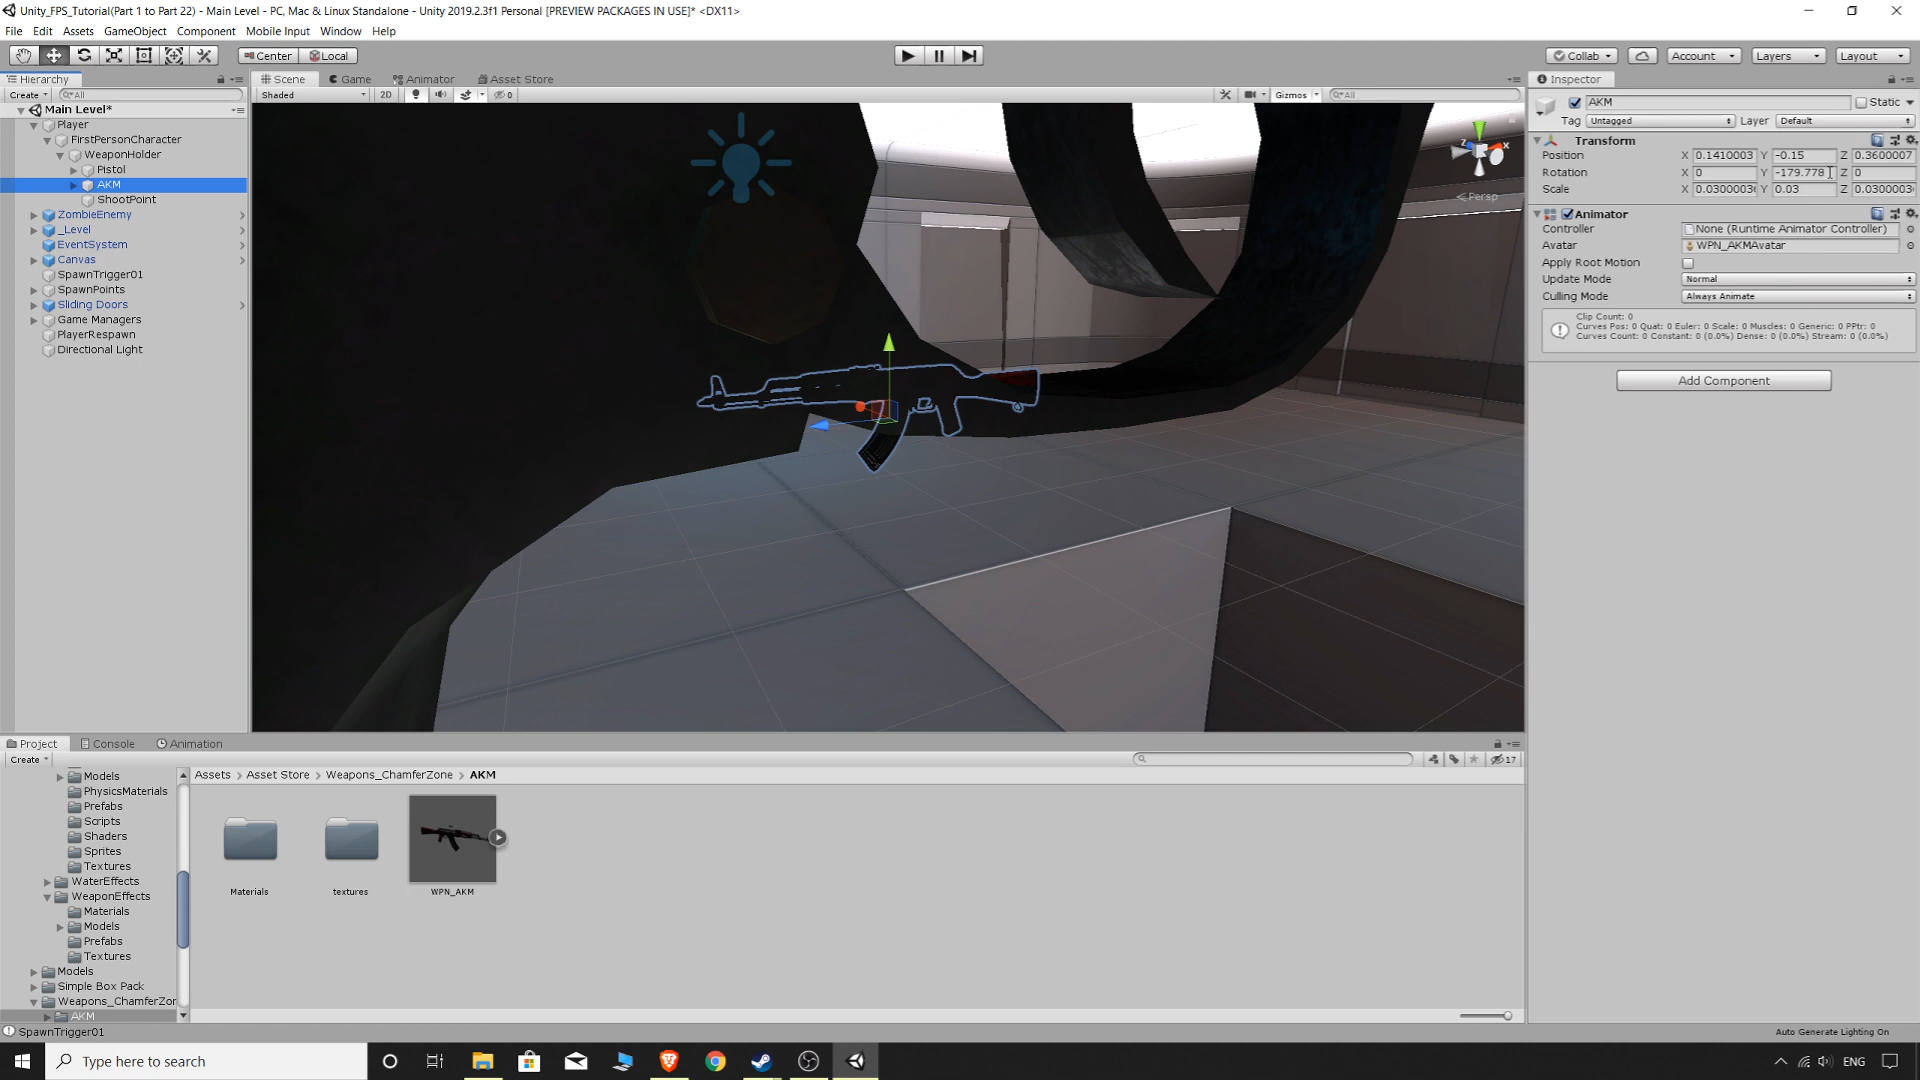 Unity_FPS_Tutorial(Part 1 to Part 22) - Main Level - PC, Mac & Linux Standalone - Unity 2019.2.3f1 Personal [PREVIEW PACKAGES IN USE]* <DX11>
File Edit Assets GameObject Component Mobile Input Window Help
Center Local Collab Account Layers Layout
Hierarchy Scene Game Animator Asset Store Inspector
Create All Shaded 2D 0 Gizmos All
AKM Static
Main Level*
Tag Untagged Layer Default
Player
FirstPersonCharacter
Transform
WeaponHolder
Position X 0.1410003 Y -0.15 Z 0.3600007
Pistol
Rotation X 0 Y -179.778 Z 0
AKM
Scale X 0.0300003 Y 0.03 Z 0.0300003
ShootPoint
ZombieEnemy
Animator
_Level
Controller None (Runtime Animator Controller)
EventSystem
Avatar WPN_AKMAvatar
Canvas
Apply Root Motion
SpawnTrigger01
Update Mode Normal
SpawnPoints
Culling Mode Always Animate
Sliding Doors
Game Managers
Clip Count: 0
Curves Pos: 0 Quat: 0 Euler: 0 Scale: 0 Muscles: 0 Generic: 0 PPtr: 0
Curves Count: 0 Constant: 0 (0.0%) Dense: 0 (0.0%) Stream: 0 (0.0%)
PlayerRespawn
Directional Light
Add Component
Y
Z X
Persp
Project Console Animation
Create 17
Assets > Asset Store > Weapons_ChamferZone > AKM
Models
PhysicsMaterials
Prefabs
Scripts
Shaders
Sprites
Textures
WaterEffects
WeaponEffects
Materials
Models
Prefabs
Textures
Models
Simple Box Pack
Weapons_ChamferZor
AKM
Materials textures WPN_AKM
SpawnTrigger01
Auto Generate Lighting On
Type here to search
ENG